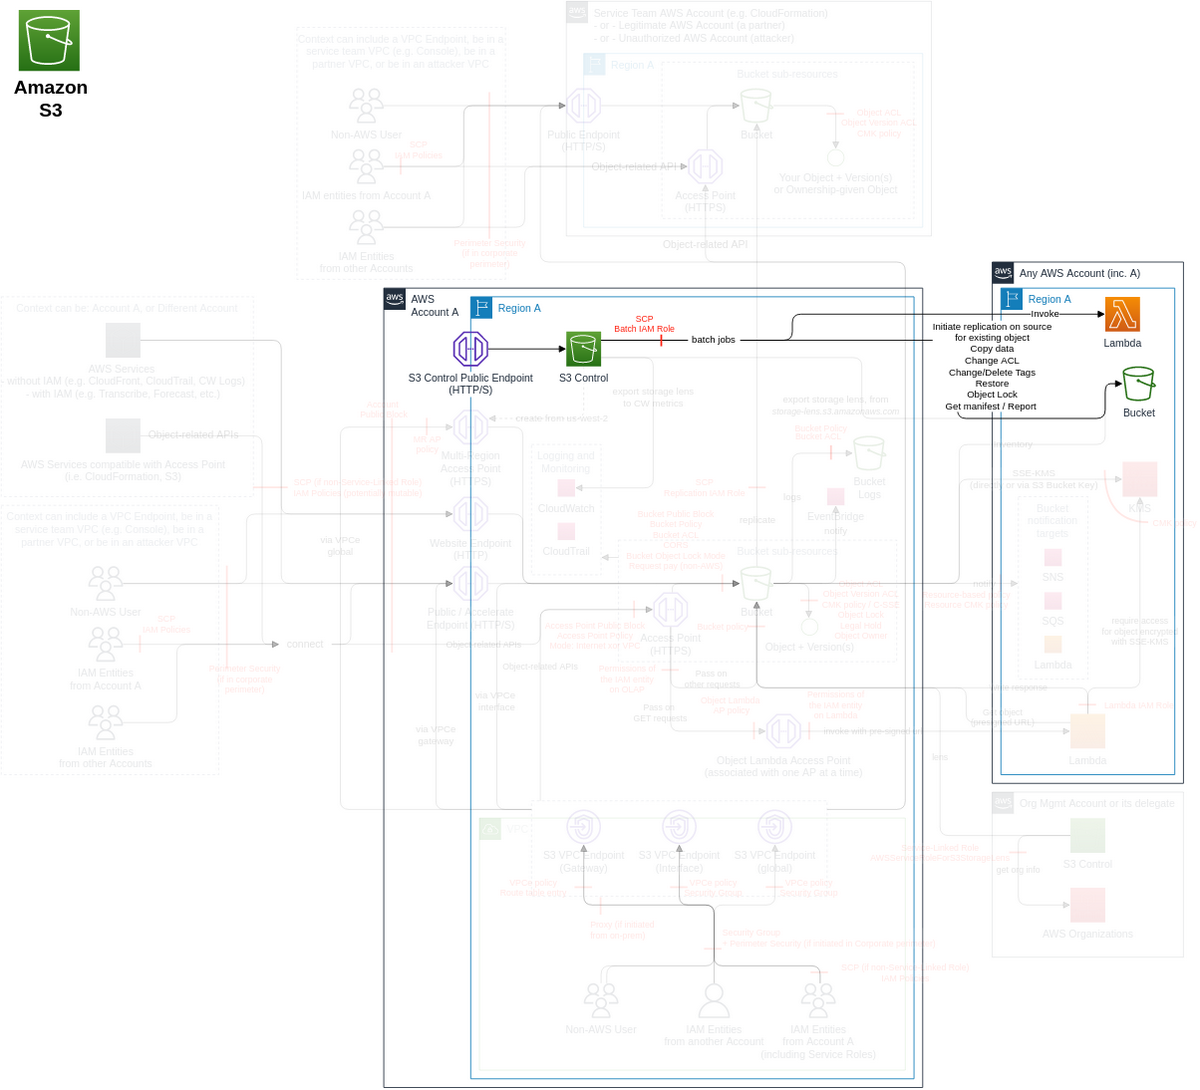 Amazon
S3
Service Team AWS Account (e.g. CloudFormation)
- or - Legitimate AWS Account (a partner)
- or - Unauthorized AWS Account (attacker)
Region A
Bucket sub-resources
Context can include a VPC Endpoint, be in a
service team VPC (e.g. Console), be in a
partner VPC, or be in an attacker VPC
Non-AWS User
SCP
IAM Policies
IAM entities from Account A
IAM Entities
from other Accounts
Perimeter Security
(if in corporate
perimeter)
Public Endpoint
(HTTP/S)
Object-related API
Access Point
(HTTPS)
Bucket
Object ACL
Object Version ACL
CMK policy
Your Object + Version(s)
or Ownership-given Object
Object-related API
AWS
Account A
Region A
S3 Control Public Endpoint
(HTTP/S)
S3 Control
SCP
Batch IAM Role
batch jobs
Any AWS Account (inc. A)
Region A
Invoke
Lambda
Initiate replication on source
for existing object
Copy data
Change ACL
Change/Delete Tags
Restore
Object Lock
Get manifest / Report
Bucket
Context can be: Account A, or Different Account
AWS Services
- without IAM (e.g. CloudFront, CloudTrail, CW Logs)
- with IAM (e.g. Transcribe, Forecast, etc.)
Object-related APIs
AWS Services compatible with Access Point
(i.e. CloudFormation, S3)
SCP (if non-Service-Linked Role)
IAM Policies (potentially mutable)
Context can include a VPC Endpoint, be in a
service team VPC (e.g. Console), be in a
partner VPC, or be in an attacker VPC
Non-AWS User
SCP
IAM Policies
IAM Entities
from Account A
IAM Entities
from other Accounts
Perimeter Security
(if in corporate
perimeter)
connect
via VPCe
global
Account
Public Block
MR AP
policy
create from us-west-2
Multi-Region
Access Point
(HTTPS)
Website Endpoint
(HTTP)
Public / Accelerate
Endpoint (HTTP/S)
Object-related APIs
Object-related APIs
via VPCe
interface
via VPCe
gateway
export storage lens
to CW metrics
export storage lens, from
storage-lens.s3.amazonaws.com
Logging and
Monitoring
CloudWatch
CloudTrail
Bucket Policy
Bucket ACL
Bucket
Logs
logs
SCP
Replication IAM Role
replicate
Eventbridge
notify
Bucket Public Block
Bucket Policy
Bucket ACL
CORS
Bucket Object Lock Mode
Request pay (non-AWS)
Bucket sub-resources
Bucket
Object ACL
Object Version ACL
CMK policy / C-SSE
Object Lock
Legal Hold
Object Owner
Object + Version(s)
Bucket policy
Access Point Public Block
Access Point Policy
Mode: Internet or VPC
Access Point
(HTTPS)
Permissions of
the IAM entity
on OLAP
Pass on
other requests
Pass on
GET requests
Object Lambda
AP policy
Permissions of
the IAM entity
on Lambda
invoke with pre-signed url
Object Lambda Access Point
(associated with one AP at a time)
inventory
SSE-KMS
(directly or via S3 Bucket Key)
KMS
CMK policy
Bucket
notification
targets
SNS
SQS
Lambda
notify
Resource-based policy
Resource CMK policy
require access
for object encrypted
with SSE-KMS
write response
Get object
(presigned URL)
Lambda IAM Role
Lambda
lens
Org Mgmt Account or its delegate
S3 Control
Service-Linked Role
get org info
AWS Organizations
VPC
S3 VPC Endpoint
(Gateway)
S3 VPC Endpoint
(Interface)
S3 VPC Endpoint
(global)
VPCe policy
Route table entry
VPCe policy
Security Group
VPCe policy
Security Group
Proxy (if initiated
from on-prem)
Security Group
+ Perimeter Security (if initiated in Corporate perimeter)
SCP (if non-Service-Linked Role)
IAM Policies
Non-AWS User
IAM Entities
from another Account
IAM Entities
from Account A
(including Service Roles)